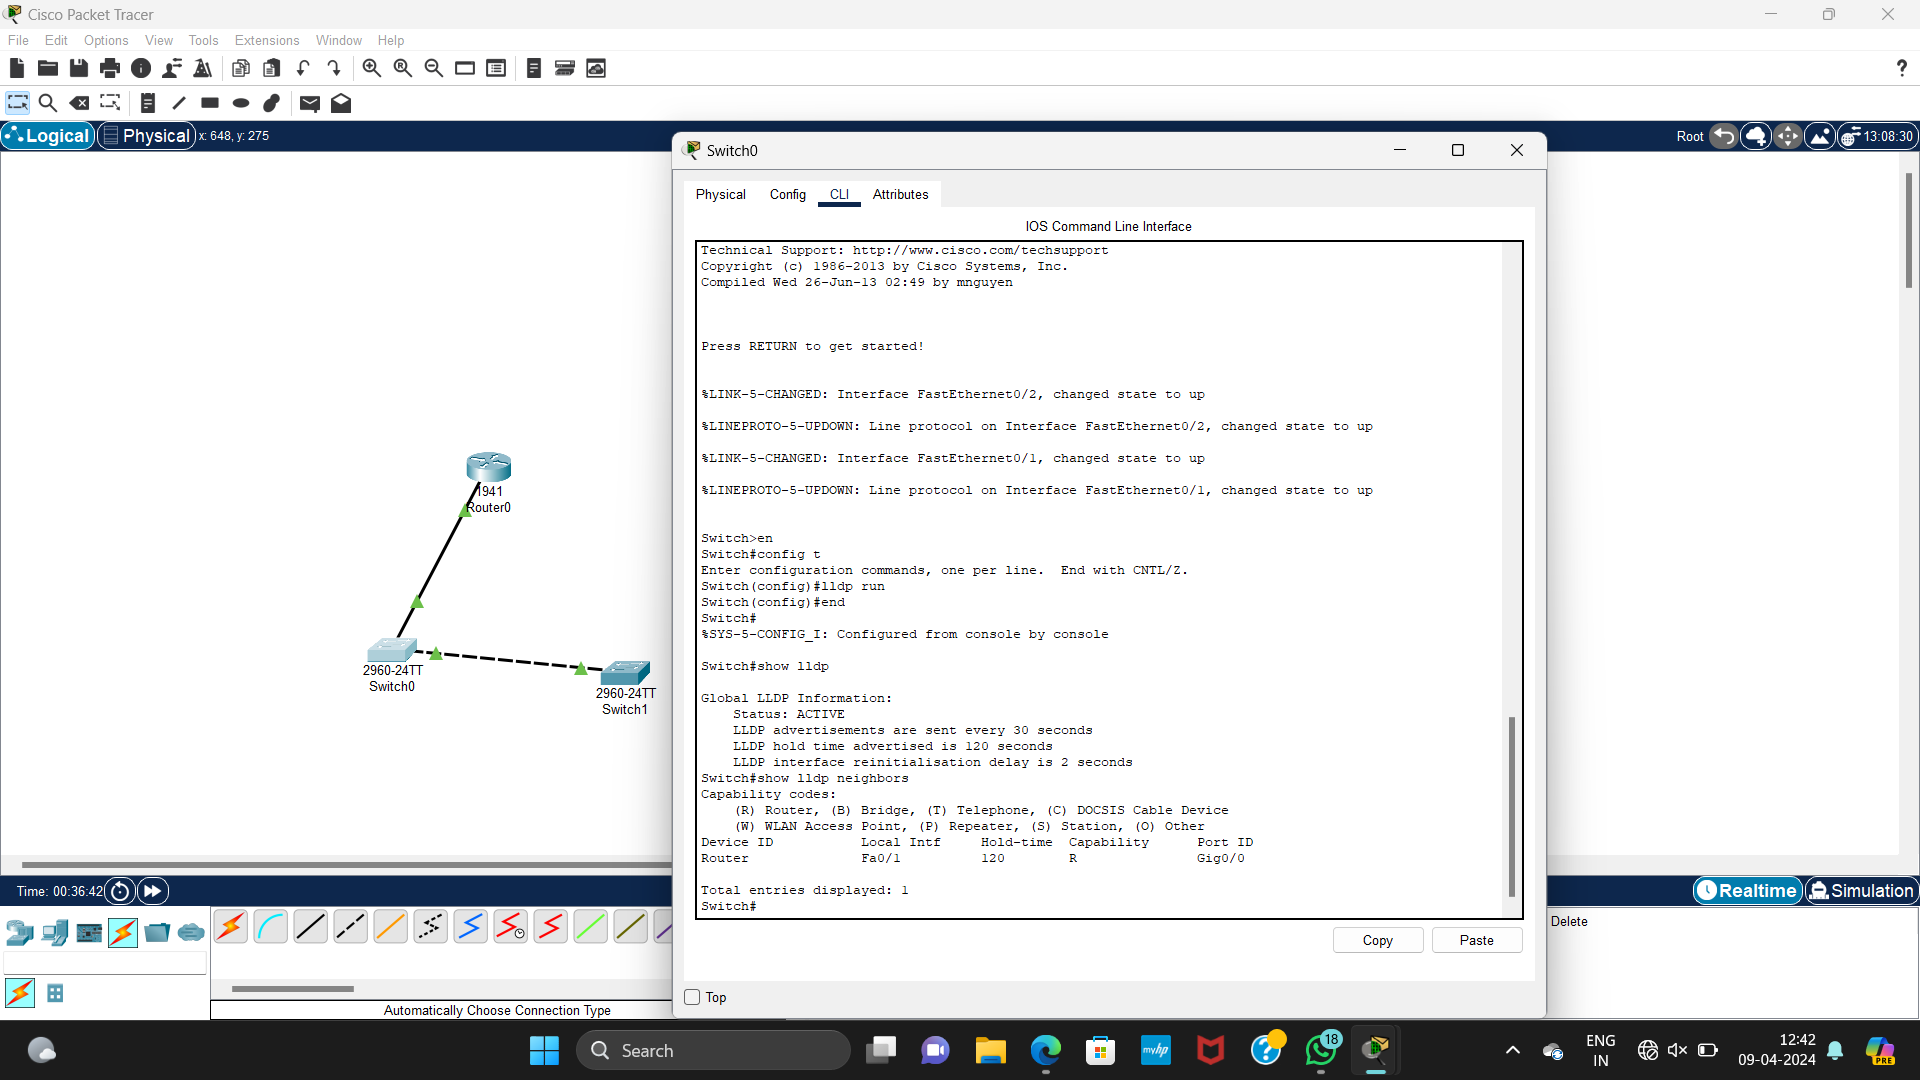 Cisco Packet Tracer
File Edit Options View Tools Extensions Window Help
?
Logical Physical x: 648, y: 275
Root 13:08:30
1941
Router0
2960-24TT
Switch0
2960-24TT
Switch1
Switch0
Physical Config CLI Attributes
IOS Command Line Interface
Technical Support: http://www.cisco.com/techsupport
Copyright (c) 1986-2013 by Cisco Systems, Inc.
Compiled Wed 26-Jun-13 02:49 by mnguyen
Press RETURN to get started!
%LINK-5-CHANGED: Interface FastEthernet0/2, changed state to up
%LINEPROTO-5-UPDOWN: Line protocol on Interface FastEthernet0/2, changed state to up
%LINK-5-CHANGED: Interface FastEthernet0/1, changed state to up
%LINEPROTO-5-UPDOWN: Line protocol on Interface FastEthernet0/1, changed state to up
Switch>en
Switch#config t
Enter configuration commands, one per line.  End with CNTL/Z.
Switch(config)#lldp run
Switch(config)#end
Switch#
%SYS-5-CONFIG_I: Configured from console by console
Switch#show lldp
Global LLDP Information:
    Status: ACTIVE
    LLDP advertisements are sent every 30 seconds
    LLDP hold time advertised is 120 seconds
    LLDP interface reinitialisation delay is 2 seconds
Switch#show lldp neighbors
Capability codes:
    (R) Router, (B) Bridge, (T) Telephone, (C) DOCSIS Cable Device
    (W) WLAN Access Point, (P) Repeater, (S) Station, (O) Other
Device ID           Local Intf     Hold-time  Capability      Port ID
Router              Fa0/1          120        R               Gig0/0
Total entries displayed: 1
Switch#
Copy Paste
Top
Time: 00:36:42
Realtime Simulation
Delete
Automatically Choose Connection Type
Search
myhp
18
ENG
IN
12:42
09-04-2024
PRE